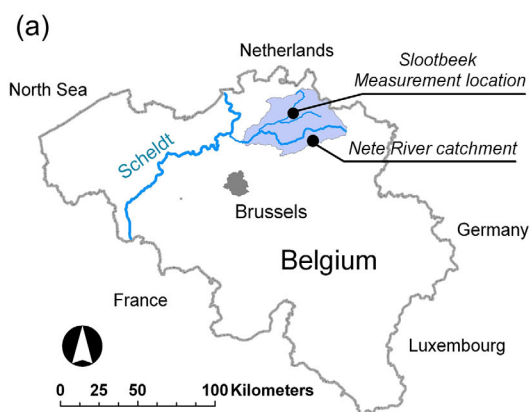 (a)
Netherlands
Slootbeek
Measurement location
North Sea
Scheldt
Nete River catchment
Brussels
Germany
Belgium
France
Luxembourg
0 25 50 100 Kilometers